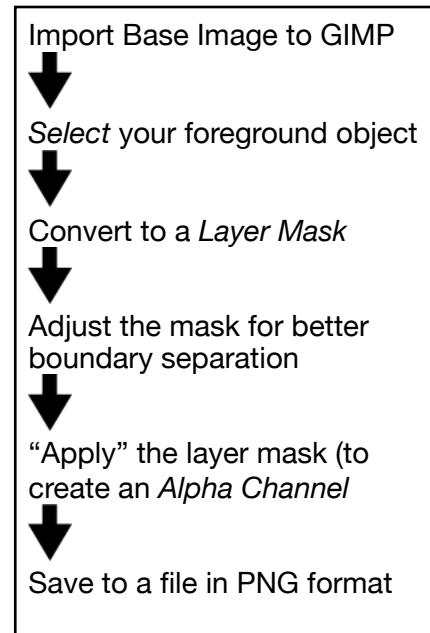 Import Base Image to GIMP
Select your foreground object
Convert to a Layer Mask
Adjust the mask for better
boundary separation
“Apply” the layer mask (to
create an Alpha Channel
Save to a file in PNG format